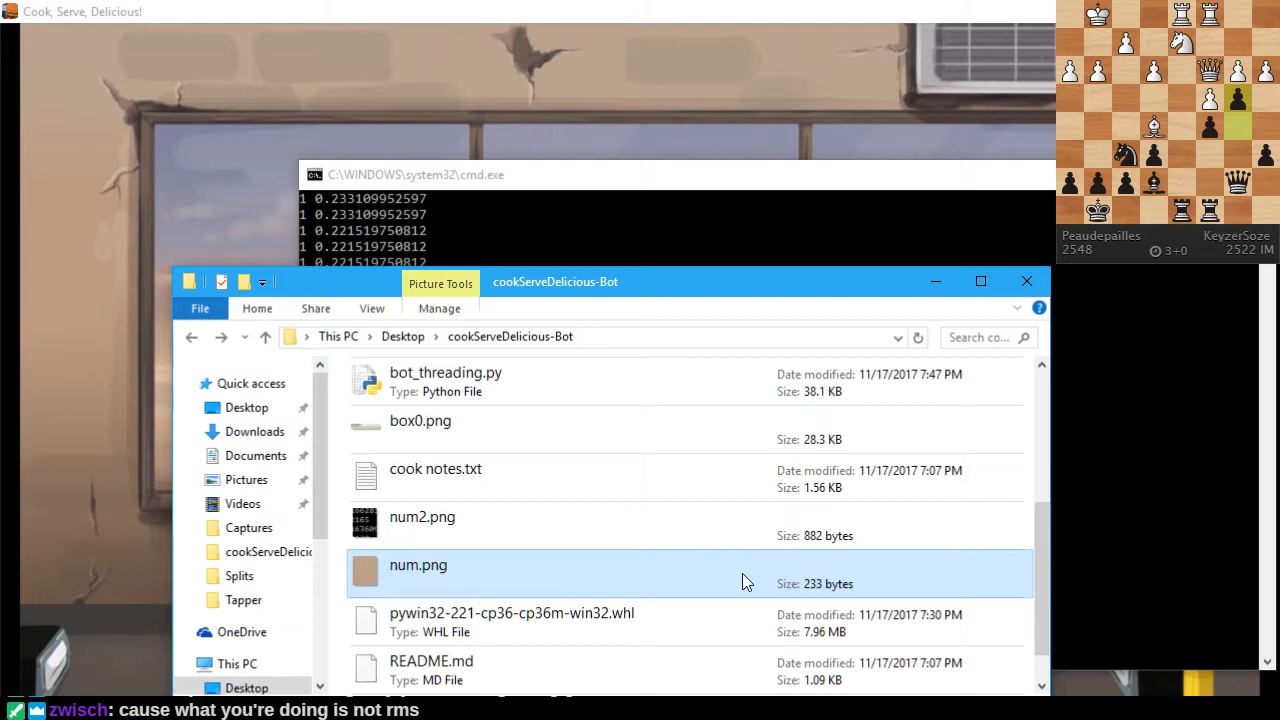 Cook, Serve, Delicious!
C:\WINDOWS\system32\cmd.exe
1 0.233109952597
1 0.233109952597
1 0.221519750812
1 0.221519750812
1 0.221519750812
Peaudepailles
KeyzerSoze
2548
3+0
2522 IM
Picture Tools
cookServeDelicious-Bot
File
Home
Share
View
Manage
This PC
Desktop
cookServeDelicious-Bot
Search co...
Quick access
Desktop
Downloads
Documents
Pictures
Videos
Captures
cookServeDelicio
Splits
Tapper
OneDrive
This PC
Desktop
bot_threading.py
Date modified: 11/17/2017 7:47 PM
Type: Python File
Size: 38.1 KB
box0.png
Size: 28.3 KB
cook notes.txt
Date modified: 11/17/2017 7:07 PM
Size: 1.56 KB
num2.png
Size: 882 bytes
num.png
Size: 233 bytes
pywin32-221-cp36-cp36m-win32.whl
Date modified: 11/17/2017 7:30 PM
Type: WHL File
Size: 7.96 MB
README.md
Date modified: 11/17/2017 7:07 PM
Type: MD File
Size: 1.09 KB
zwisch: cause what you're doing is not rms